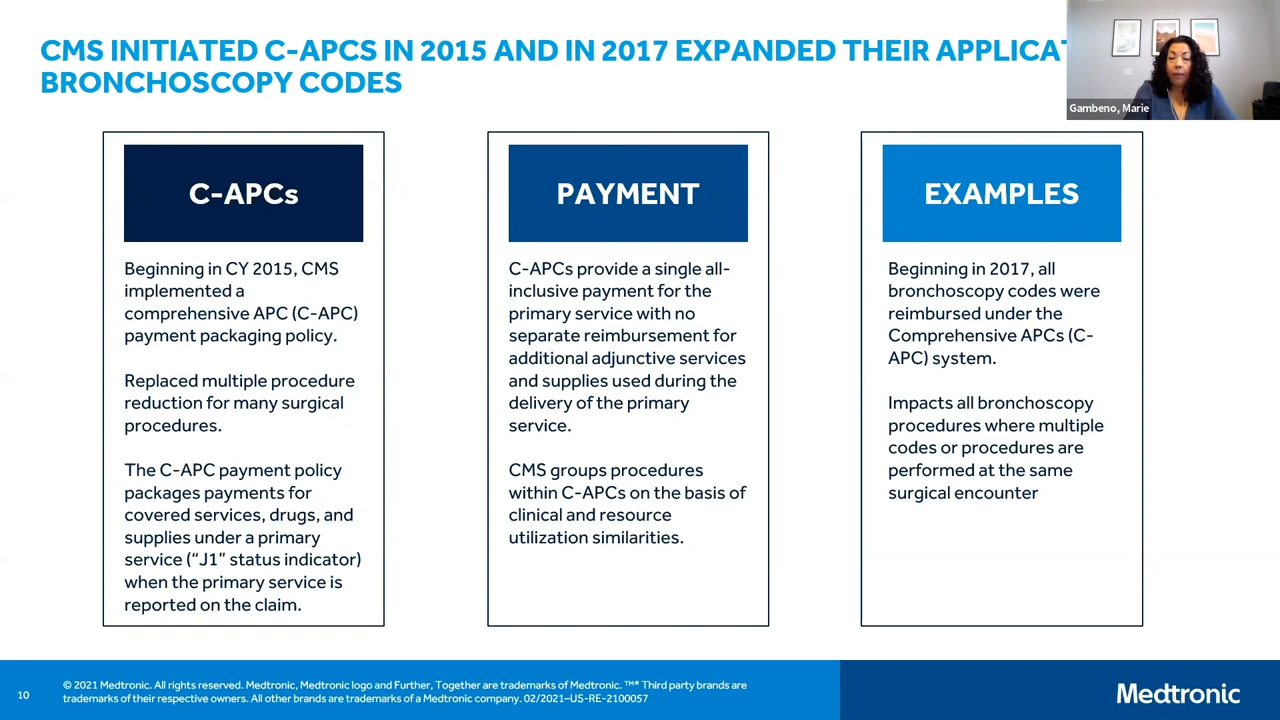 CMS INITIATED C-APCS IN 2015 AND IN 2017 EXPANDED THEIR
BRONCHOSCOPY CODES
Gambeno, Marie
C-APCs
Beginning in CY 2015, CMS
implemented a
comprehensive APC (C-APC)
payment packaging policy.
Replaced multiple procedure
reduction for many surgical
procedures.
The C-APC payment policy
packages payments for
covered services, drugs, and
supplies under a primary
service (“J1” status indicator)
when the primary service is
reported on the claim.
PAYMENT
C-APCs provide a single all-
inclusive payment for the
primary service with no
separate reimbursement for
additional adjunctive services
and supplies used during the
delivery of the primary
service.
CMS groups procedures
within C-APCs on the basis of
clinical and resource
utilization similarities.
EXAMPLES
Beginning in 2017, all
bronchoscopy codes were
reimbursed under the
Comprehensive APCs (C-
APC) system.
Impacts all bronchoscopy
procedures where multiple
codes or procedures are
performed at the same
surgical encounter
10
© 2021 Medtronic. All rights reserved. Medtronic, Medtronic logo and Further, Together are trademarks of Medtronic. ™* Third party brands are
trademarks of their respective owners. All other brands are trademarks of a Medtronic company. 02/2021–US-RE-2100057
Medtronic